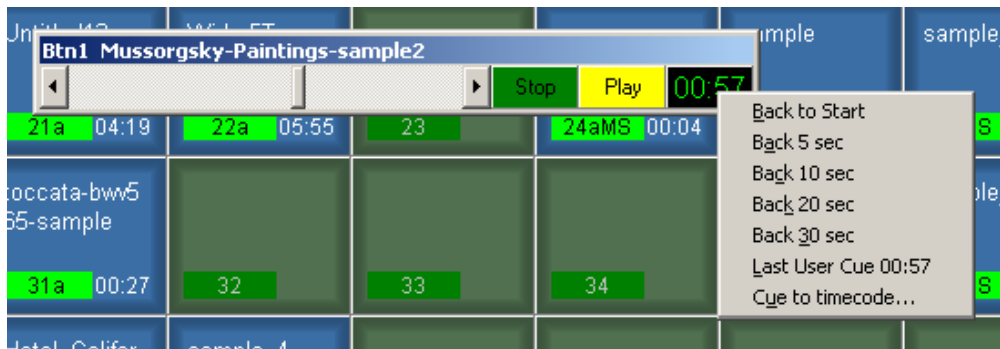 Btn1 Mussorgsky-Paintings-sample2
sample
Stop Play 00:57
21a 04:19 22a 05:55 23 24aMS 00:04
Back to Start
Back 5 sec
Back 10 sec
Back 20 sec
Back 30 sec
Last User Cue 00:57
Cue to timecode...
toccata-bwv5
65-sample
31a 00:27 32 33 34